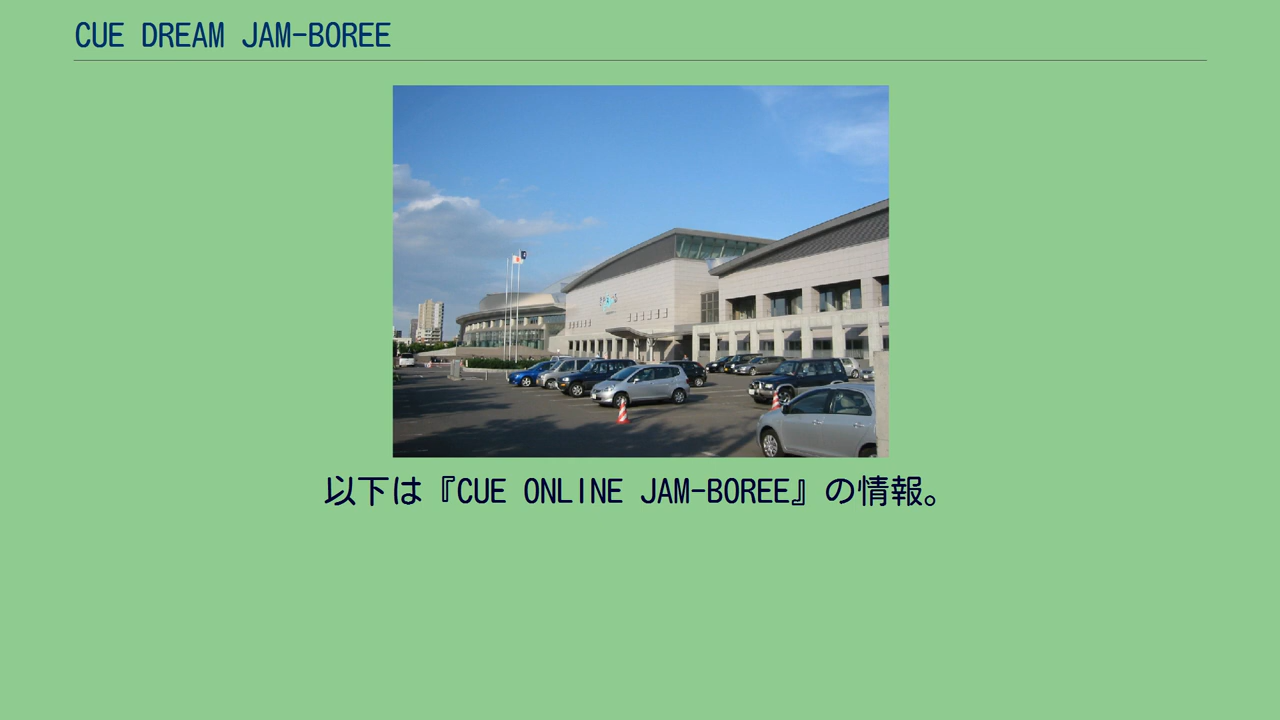 CUE DREAM JAM-BOREE
以下は『CUE ONLINE JAM-BOREE』の情報。